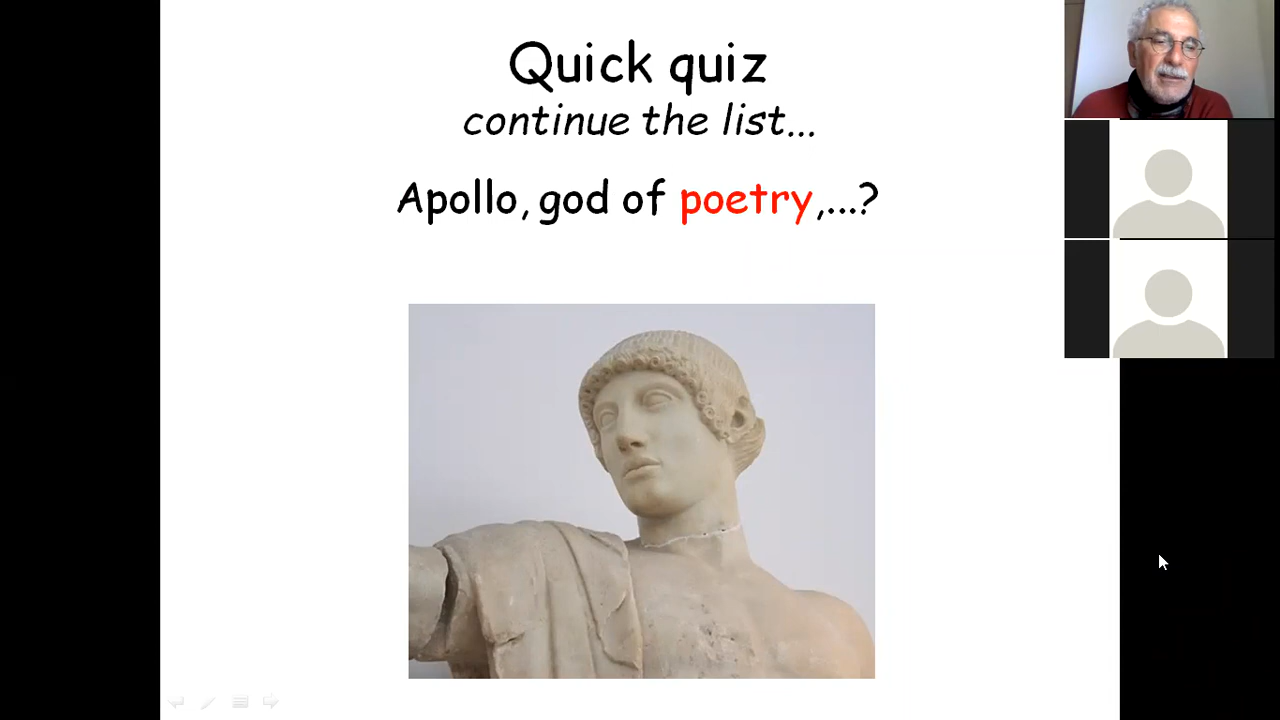 Quick quiz
continue the list...
Apollo, god of poetry,...?